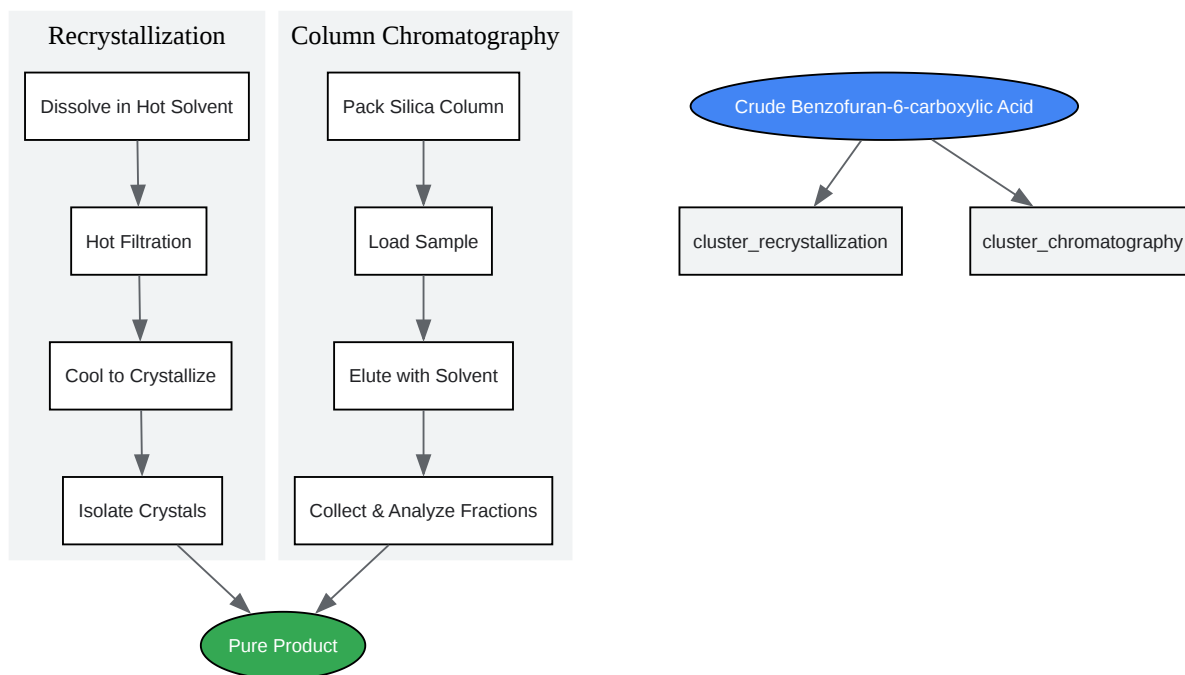 Recrystallization
Dissolve in Hot Solvent
Hot Filtration
Cool to Crystallize
Isolate Crystals
Column Chromatography
Pack Silica Column
Load Sample
Elute with Solvent
Collect & Analyze Fractions
Pure Product
Crude Benzofuran-6-carboxylic Acid
cluster_recrystallization
cluster_chromatography